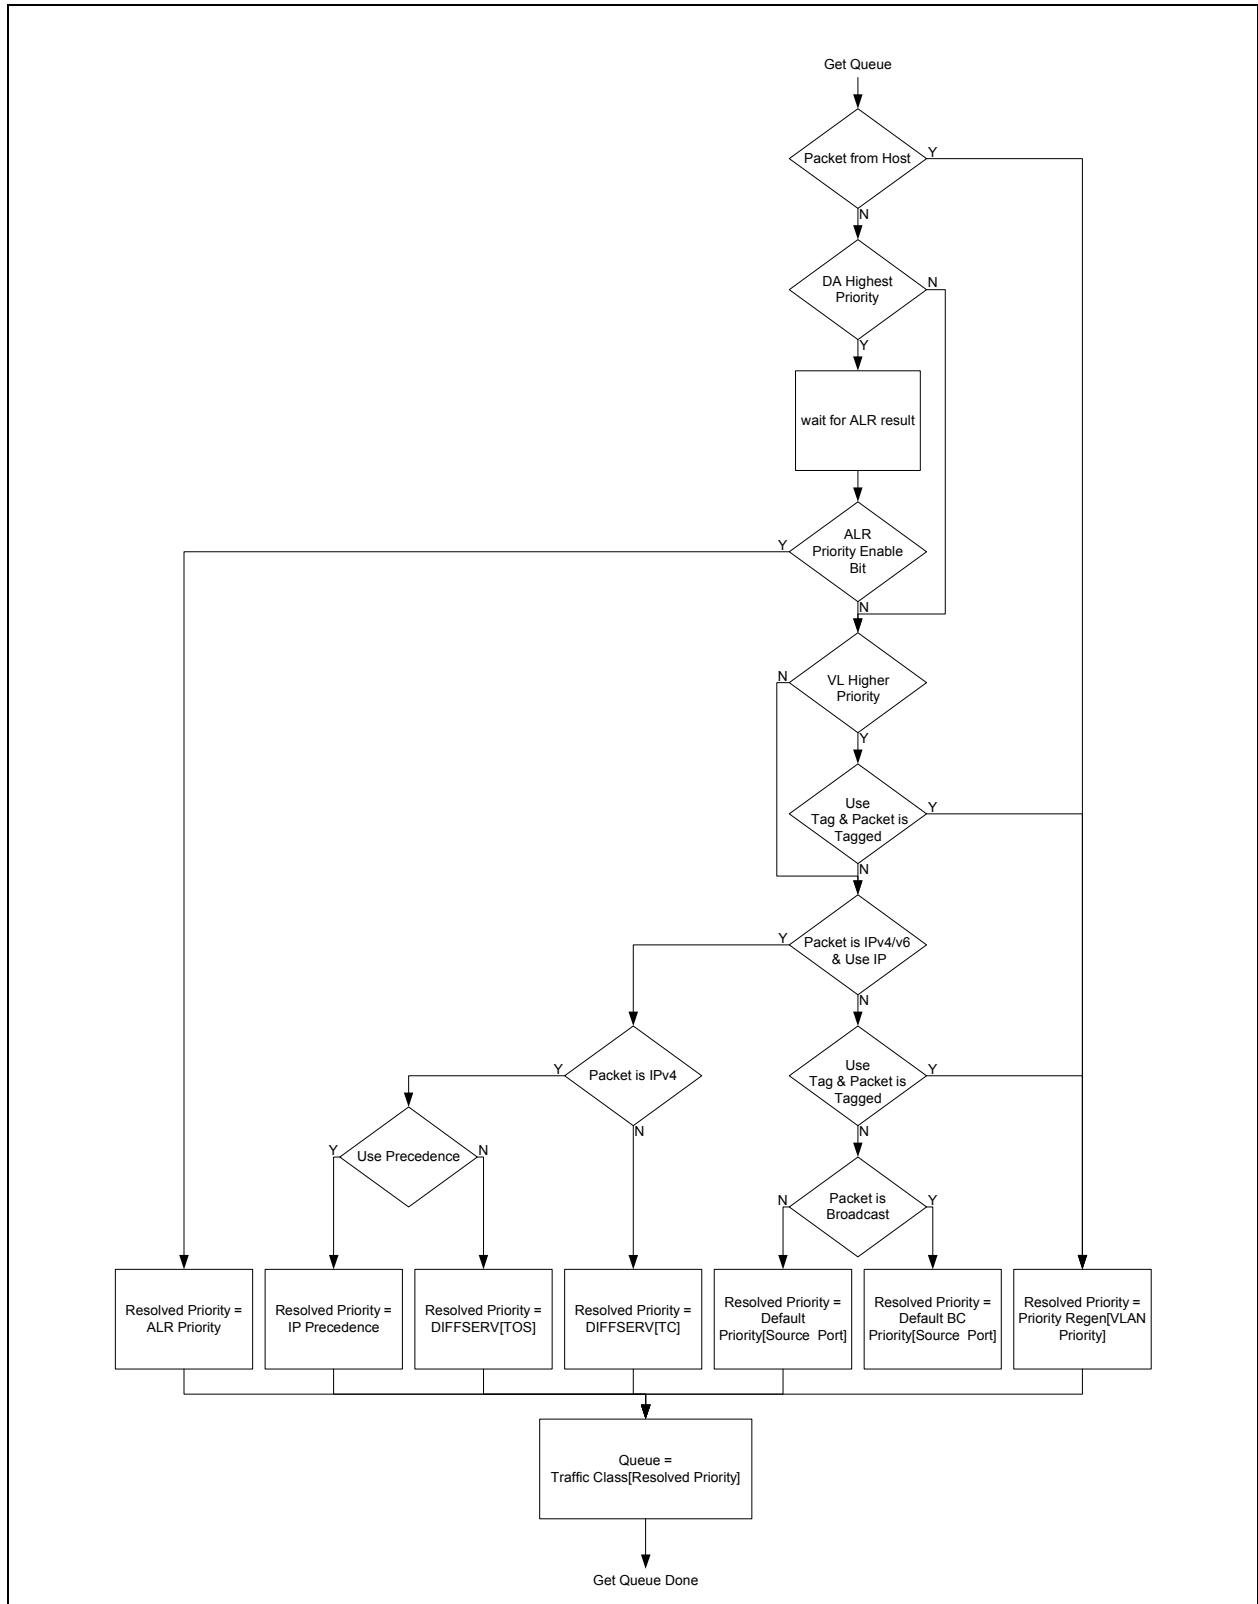 Get Queue
Packet from Host
Y
N
DA Highest
Priority
N
Y
wait for ALR result
ALR
Priority Enable
Bit
Y
N
VL Higher
Priority
N
Y
Use
Tag & Packet is
Tagged
Y
N
Packet is IPv4/v6
& Use IP
Y
N
Packet is IPv4
Y
N
Use
Tag & Packet is
Tagged
Y
N
Use Precedence
Y
N
Packet is
Broadcast
N
Y
Resolved Priority =
ALR Priority
Resolved Priority =
IP Precedence
Resolved Priority =
DIFFSERV[TOS]
Resolved Priority =
DIFFSERV[TC]
Resolved Priority =
Default
Priority[Source Port]
Resolved Priority =
Default BC
Priority[Source Port]
Resolved Priority =
Priority Regen[VLAN
Priority]
Queue =
Traffic Class[Resolved Priority]
Get Queue Done